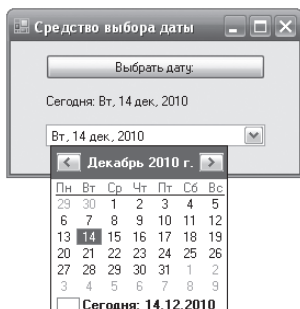 Средство выбора даты
Выбрать дату:
Сегодня: Вт, 14 дек, 2010
Вт, 14 дек, 2010
Декабрь 2010 г.
Пн Вт Ср Чт Пт Сб Вс
29 30 1 2 3 4 5
6 7 8 9 10 11 12
13 14 15 16 17 18 19
20 21 22 23 24 25 26
27 28 29 30 31 1 2
3 4 5 6 7 8 9
Сегодня: 14.12.2010